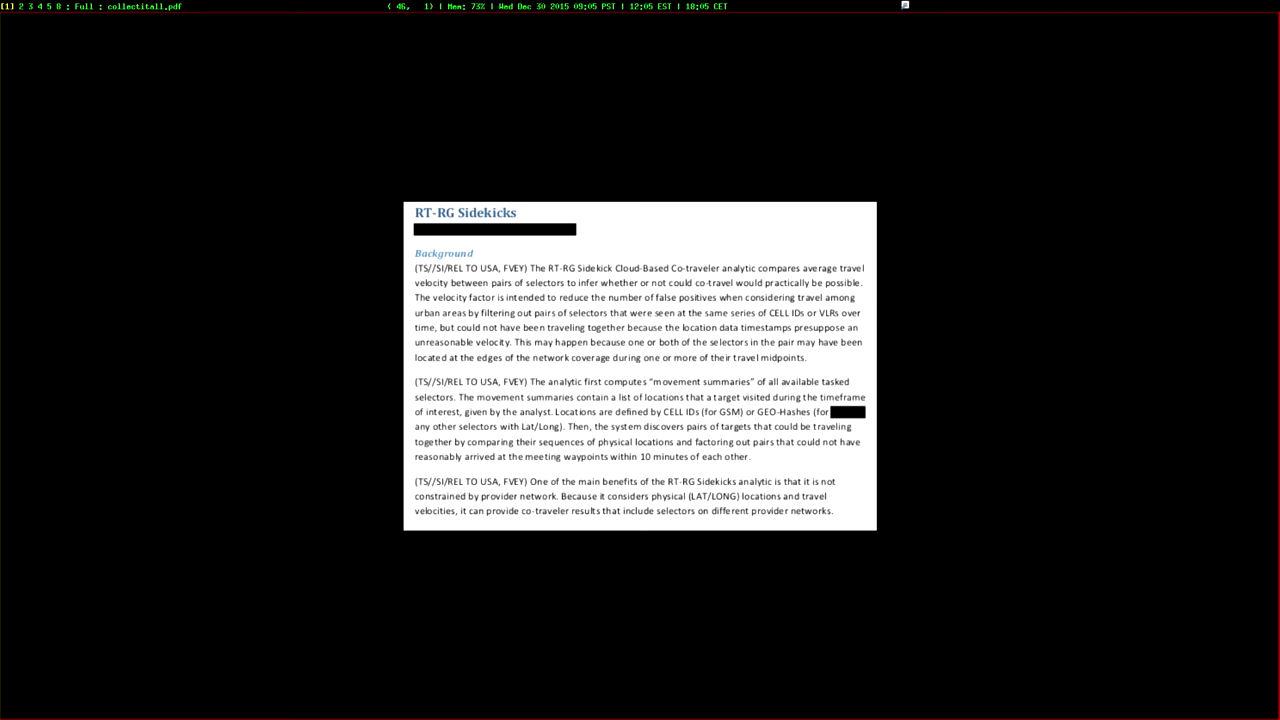 [1] 2 3 4 5 8 : Full : collectitall.pdf ( 46, 1) | Mem: 73% | Wed Dec 30 2015 09:05 PST | 12:05 EST | 18:05 CET
RT-RG Sidekicks
Background
(TS//SI/REL TO USA, FVEY) The RT-RG Sidekick Cloud-Based Co-traveler analytic compares average travel
velocity between pairs of selectors to infer whether or not could co-travel would practically be possible.
The velocity factor is intended to reduce the number of false positives when considering travel among
urban areas by filtering out pairs of selectors that were seen at the same series of CELL IDs or VLRs over
time, but could not have been traveling together because the location data timestamps presuppose an
unreasonable velocity. This may happen because one or both of the selectors in the pair may have been
located at the edges of the network coverage during one or more of their travel midpoints.
(TS//SI/REL TO USA, FVEY) The analytic first computes “movement summaries” of all available tasked
selectors. The movement summaries contain a list of locations that a target visited during the timeframe
of interest, given by the analyst. Locations are defined by CELL IDs (for GSM) or GEO-Hashes (for
any other selectors with Lat/Long). Then, the system discovers pairs of targets that could be traveling
together by comparing their sequences of physical locations and factoring out pairs that could not have
reasonably arrived at the meeting waypoints within 10 minutes of each other.
(TS//SI/REL TO USA, FVEY) One of the main benefits of the RT-RG Sidekicks analytic is that it is not
constrained by provider network. Because it considers physical (LAT/LONG) locations and travel
velocities, it can provide co-traveler results that include selectors on different provider networks.